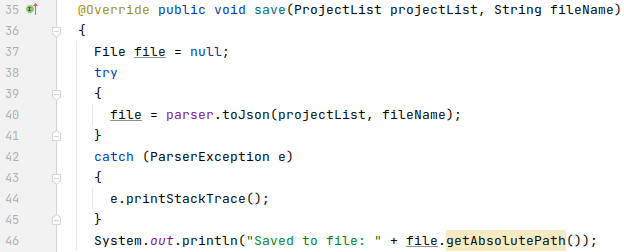 35 @Override public void save(ProjectList projectList, String fileName)
36 {
37 File file = null;
38 try
39 {
40 file = parser.toJson(projectList, fileName);
41 }
42 catch (ParserException e)
43 {
44 e.printStackTrace();
45 }
46 System.out.println("Saved to file: " + file.getAbsolutePath());